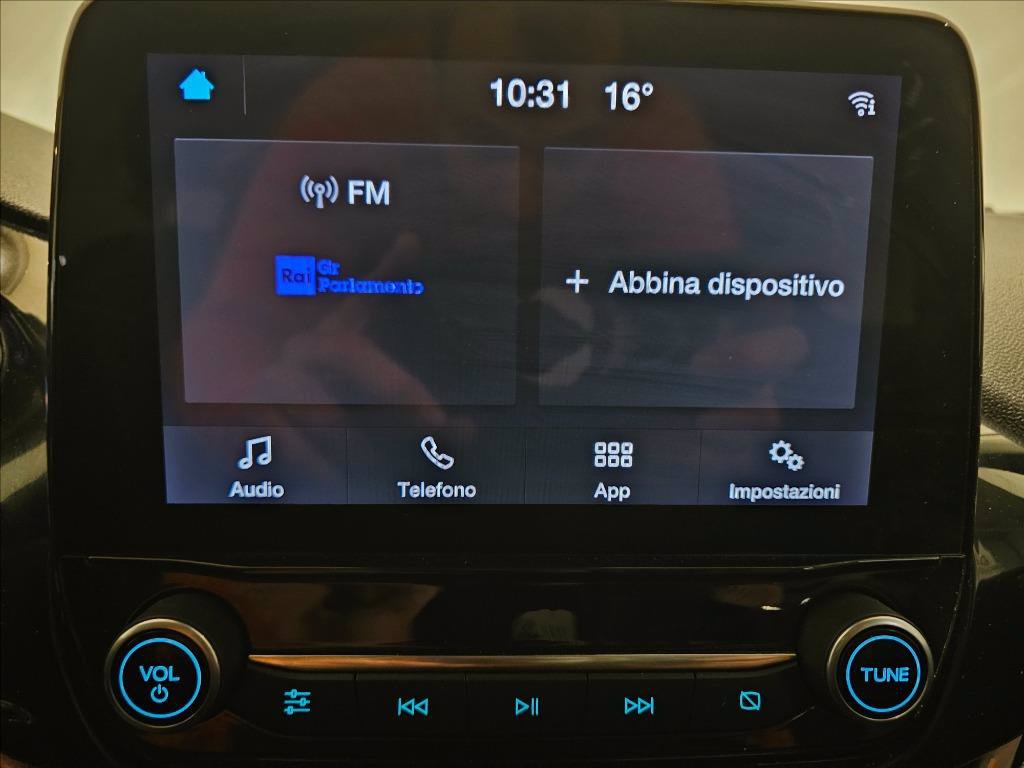 10:31 16°
FM
Rai Gr
Parlamento
+ Abbina dispositivo
Audio Telefono App Impostazioni
VOL
TUNE